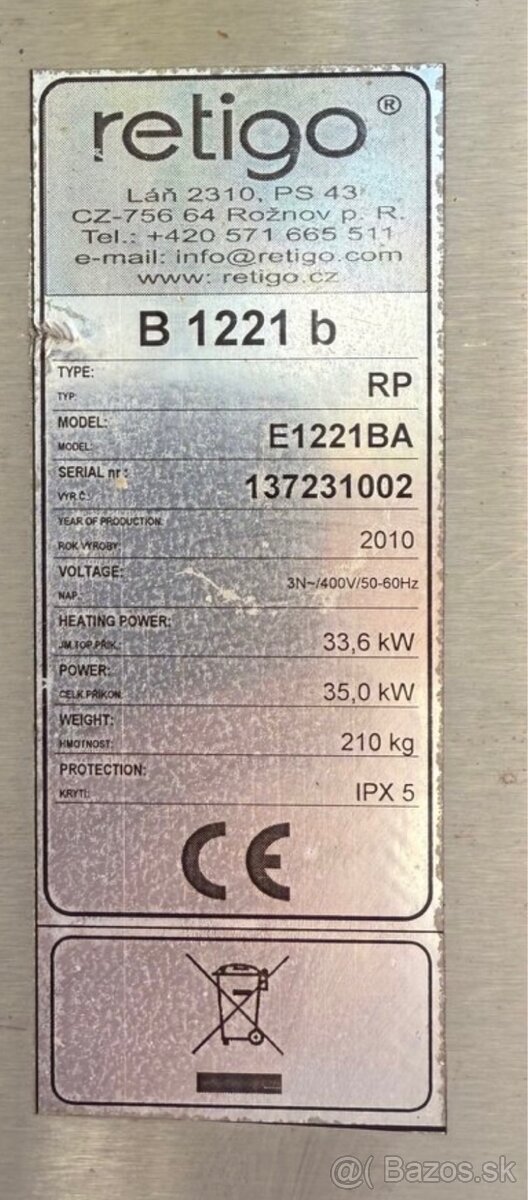 retigo®
Láň 2310, PS 43
CZ-756 64 Rožnov p. R.
Tel.: +420 571 665 511
e-mail: info@retigo.com
www: retigo.cz
B 1221 b
TYPE:
TYP: RP
MODEL:
MODEL: E1221BA
SERIAL nr:
VYR.Č.: 137231002
YEAR OF PRODUCTION:
ROK VÝROBY: 2010
VOLTAGE:
NAP. 3N~/400V/50-60Hz
HEATING POWER:
JM.TOP.PŘÍK.: 33,6 kW
POWER:
CELK.PŘÍKON: 35,0 kW
WEIGHT:
HMOTNOST: 210 kg
PROTECTION:
KRYTÍ: IPX 5
CE
@( Bazos.sk